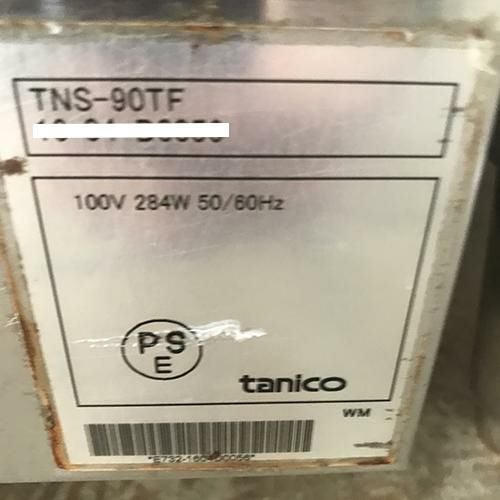 TNS-90TF
100V 284W 50/60Hz
PS
E
tanico
WM